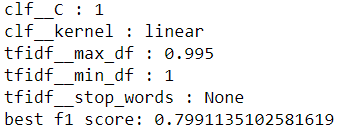 clf__C : 1
clf__kernel : linear
tfidf__max_df : 0.995
tfidf__min_df : 1
tfidf__stop_words : None
best f1 score: 0.7991135102581619